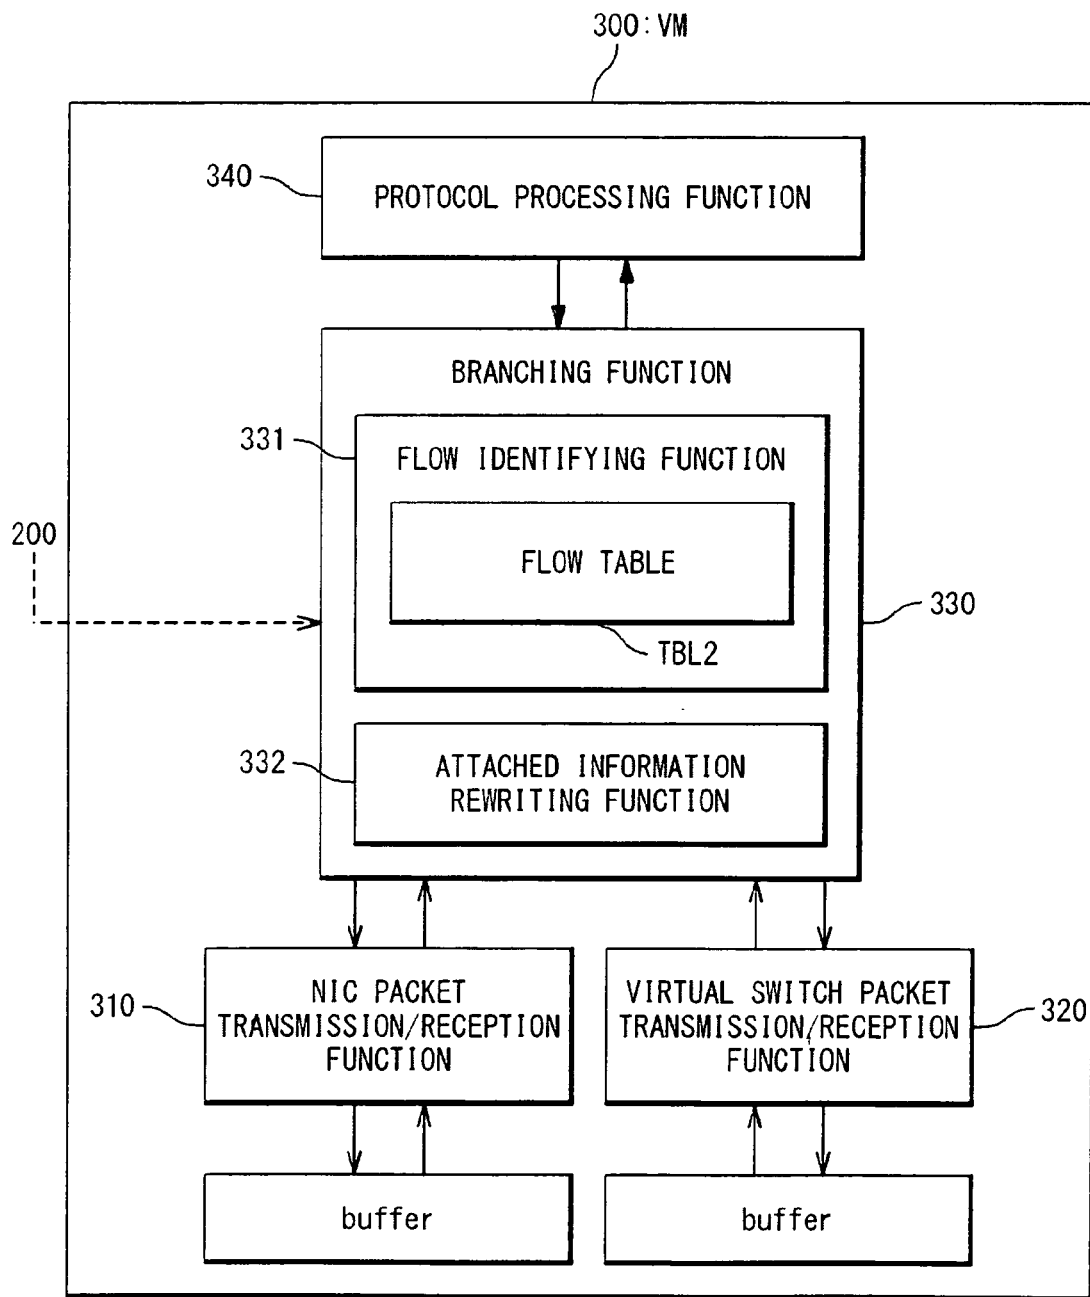 300:VM
340
PROTOCOL PROCESSING FUNCTION
BRANCHING FUNCTION
331
FLOW IDENTIFYING FUNCTION
200
FLOW TABLE
330
TBL2
332
ATTACHED INFORMATION
REWRITING FUNCTION
310
NIC PACKET
TRANSMISSION/RECEPTION
FUNCTION
VIRTUAL SWITCH PACKET
TRANSMISSION/RECEPTION
FUNCTION
320
buffer
buffer